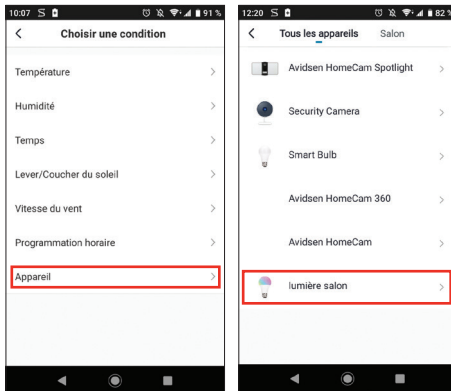 10:07 S 91 %
Choisir une condition
Température
Humidité
Temps
Lever/Coucher du soleil
Vitesse du vent
Programmation horaire
Appareil
12:20 S 82 %
Tous les appareils Salon
Avidsen HomeCam Spotlight
Security Camera
Smart Bulb
Avidsen HomeCam 360
Avidsen HomeCam
lumière salon